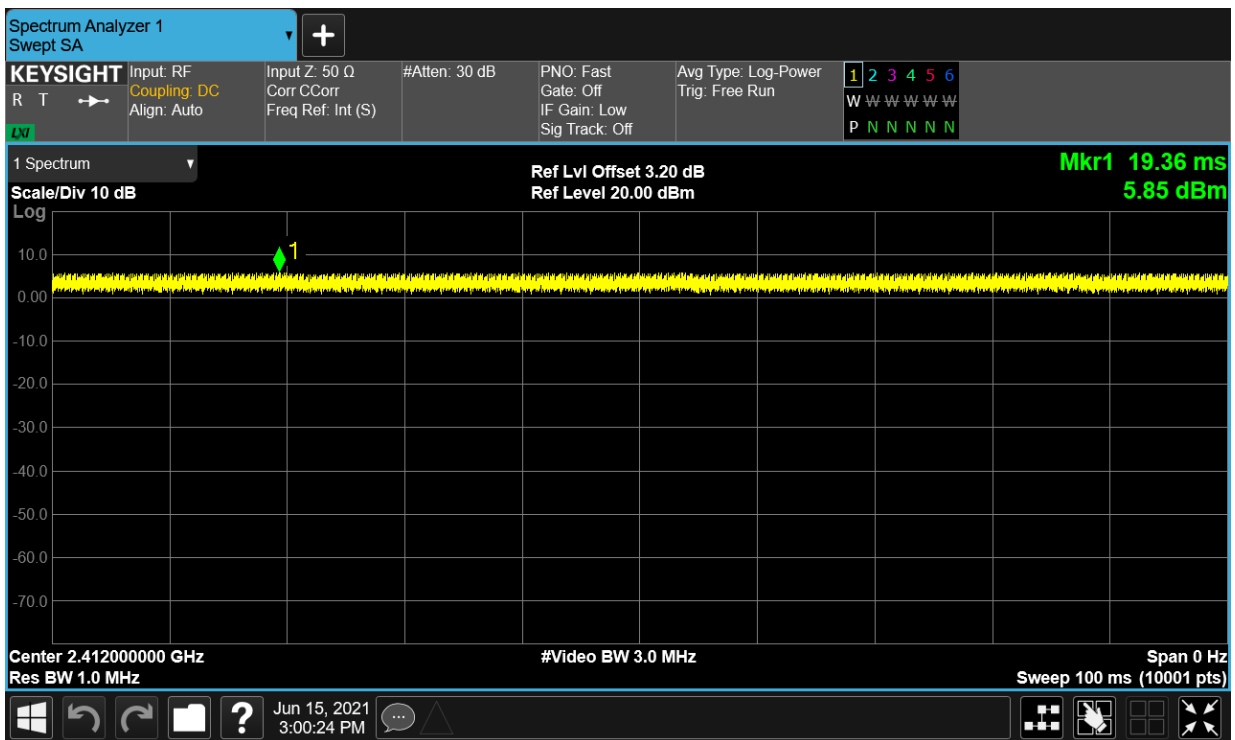 Spectrum Analyzer 1
Swept SA
+
KEYSIGHT
R T
LXI
Input: RF
Coupling: DC
Align: Auto
Input Z: 50 Ω
Corr CCorr
Freq Ref: Int (S)
#Atten: 30 dB
PNO: Fast
Gate: Off
IF Gain: Low
Sig Track: Off
Avg Type: Log-Power
Trig: Free Run
1 2 3 4 5 6
W W W W W W
P N N N N N
1 Spectrum
Scale/Div 10 dB
Ref Lvl Offset 3.20 dB
Ref Level 20.00 dBm
Mkr1 19.36 ms
5.85 dBm
Log
1
10.0
0.00
-10.0
-20.0
-30.0
-40.0
-50.0
-60.0
-70.0
Center 2.412000000 GHz
Res BW 1.0 MHz
#Video BW 3.0 MHz
Span 0 Hz
Sweep 100 ms (10001 pts)
?
Jun 15, 2021
3:00:24 PM